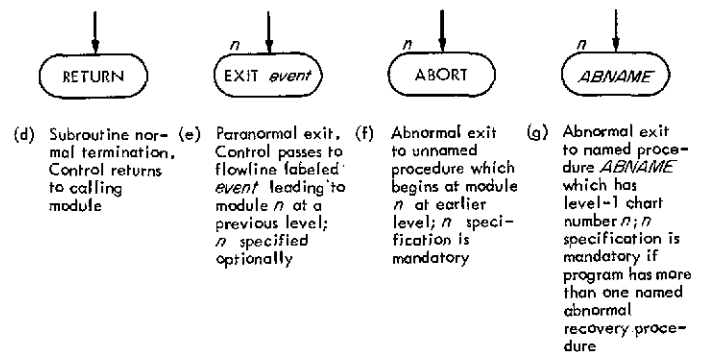 RETURN
n
EXIT event
n
ABORT
n
ABNAME
(d) Subroutine nor-
mal termination.
Control returns
to calling
module
(e) Paranormal exit.
Control passes to
flowline labeled
event leading to
module n at a
previous level;
n specified
optionally
(f) Abnormal exit
to unnamed
procedure which
begins at module
n at earlier
level; n speci-
fication is
mandatory
(g) Abnormal exit
to named proce-
dure ABNAME
which has
level-1 chart
number n; n
specification is
mandatory if
program has more
than one named
abnormal
recovery proce-
dure